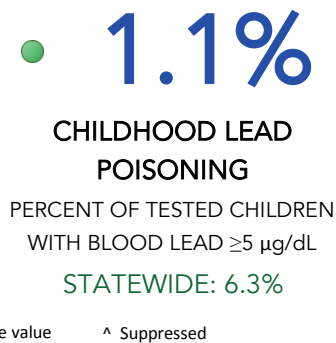 1.1%
CHILDHOOD LEAD
POISONING
PERCENT OF TESTED CHILDREN
WITH BLOOD LEAD ≥5 µg/dL
STATEWIDE: 6.3%
e value ^ Suppressed